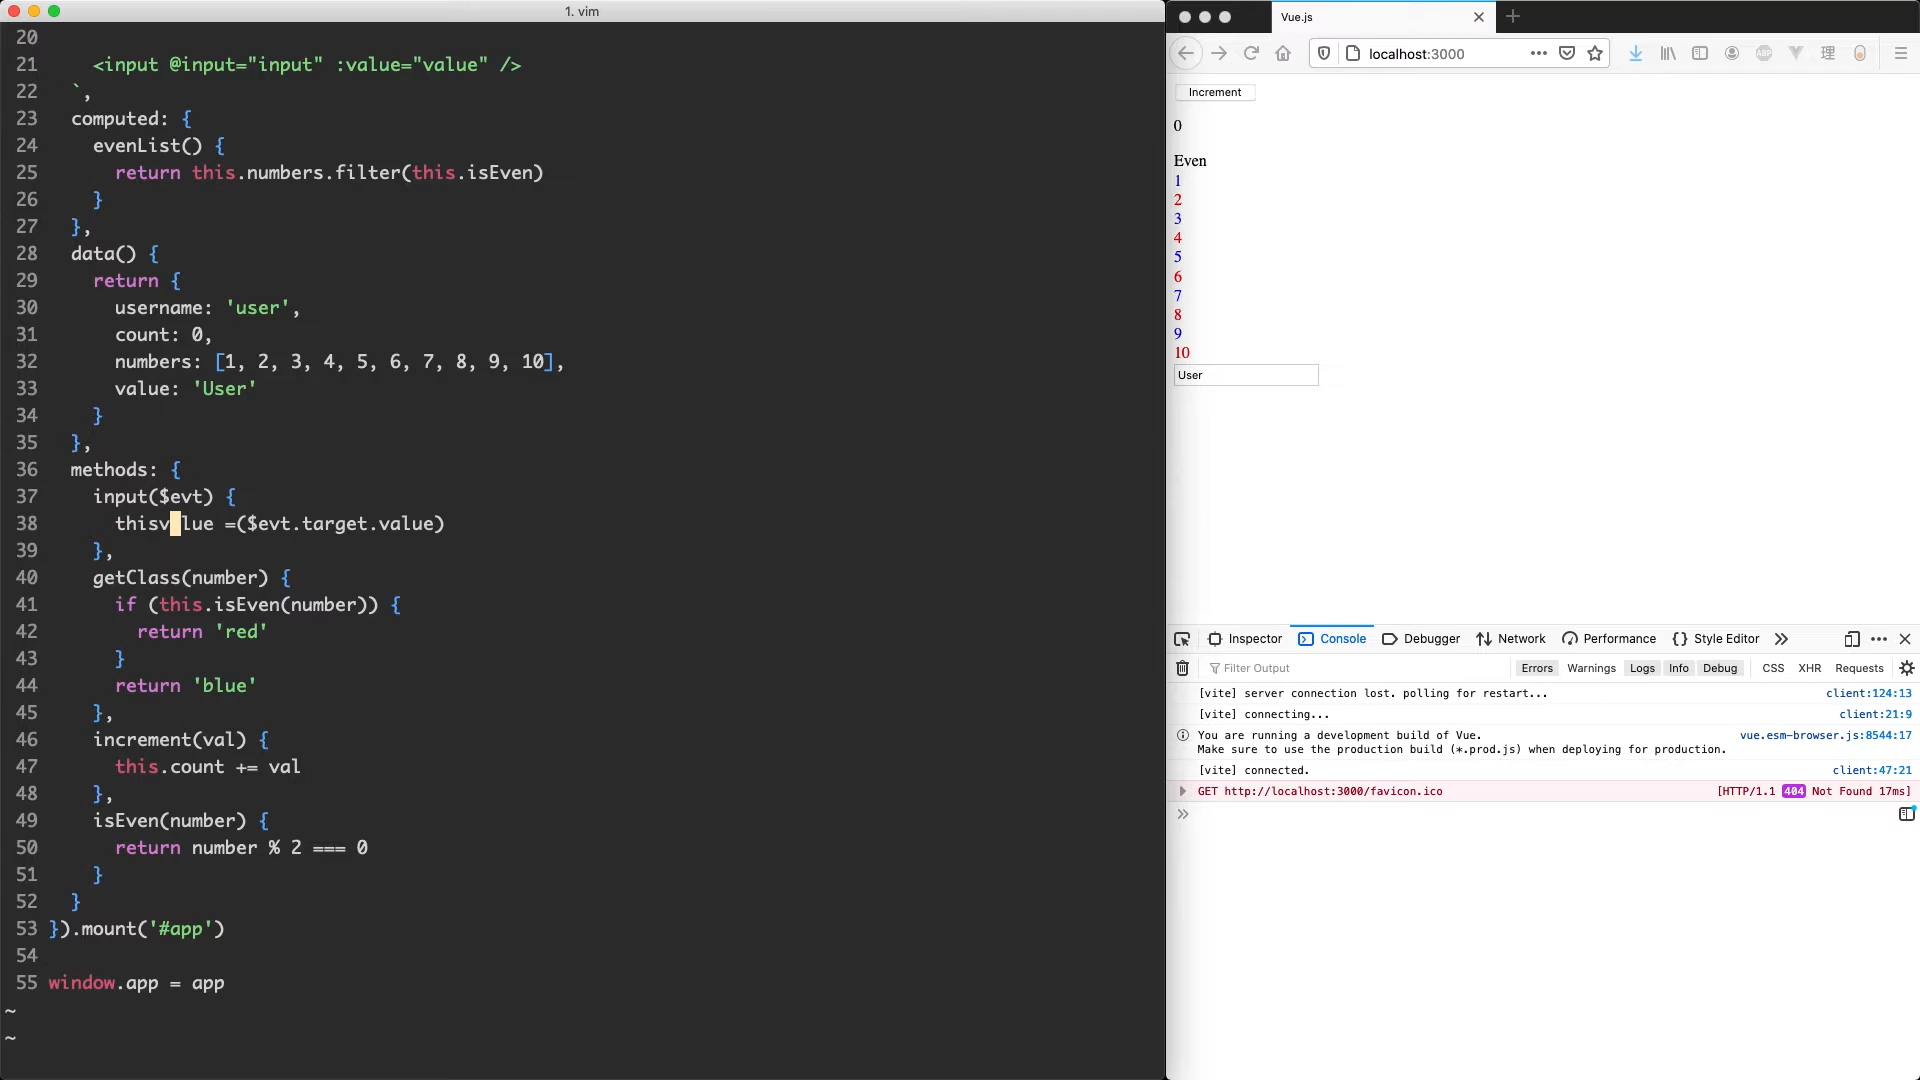 1. vim
20
21 <input @input="input" :value="value" />
22 `,
23 computed: {
24 evenList() {
25 return this.numbers.filter(this.isEven)
26 }
27 },
28 data() {
29 return {
30 username: 'user',
31 count: 0,
32 numbers: [1, 2, 3, 4, 5, 6, 7, 8, 9, 10],
33 value: 'User'
34 }
35 },
36 methods: {
37 input($evt) {
38 thisv lue =($evt.target.value)
39 },
40 getClass(number) {
41 if (this.isEven(number)) {
42 return 'red'
43 }
44 return 'blue'
45 },
46 increment(val) {
47 this.count += val
48 },
49 isEven(number) {
50 return number % 2 === 0
51 }
52 }
53 }).mount('#app')
54
55 window.app = app
~
~
Vue.js
localhost:3000
Increment
0
Even
1
2
3
4
5
6
7
8
9
10
User
Inspector Console Debugger Network Performance Style Editor
Filter Output Errors Warnings Logs Info Debug CSS XHR Requests
[vite] server connection lost. polling for restart... client:124:13
[vite] connecting... client:21:9
You are running a development build of Vue. vue.esm-browser.js:8544:17
Make sure to use the production build (*.prod.js) when deploying for production.
[vite] connected. client:47:21
GET http://localhost:3000/favicon.ico [HTTP/1.1 404 Not Found 17ms]